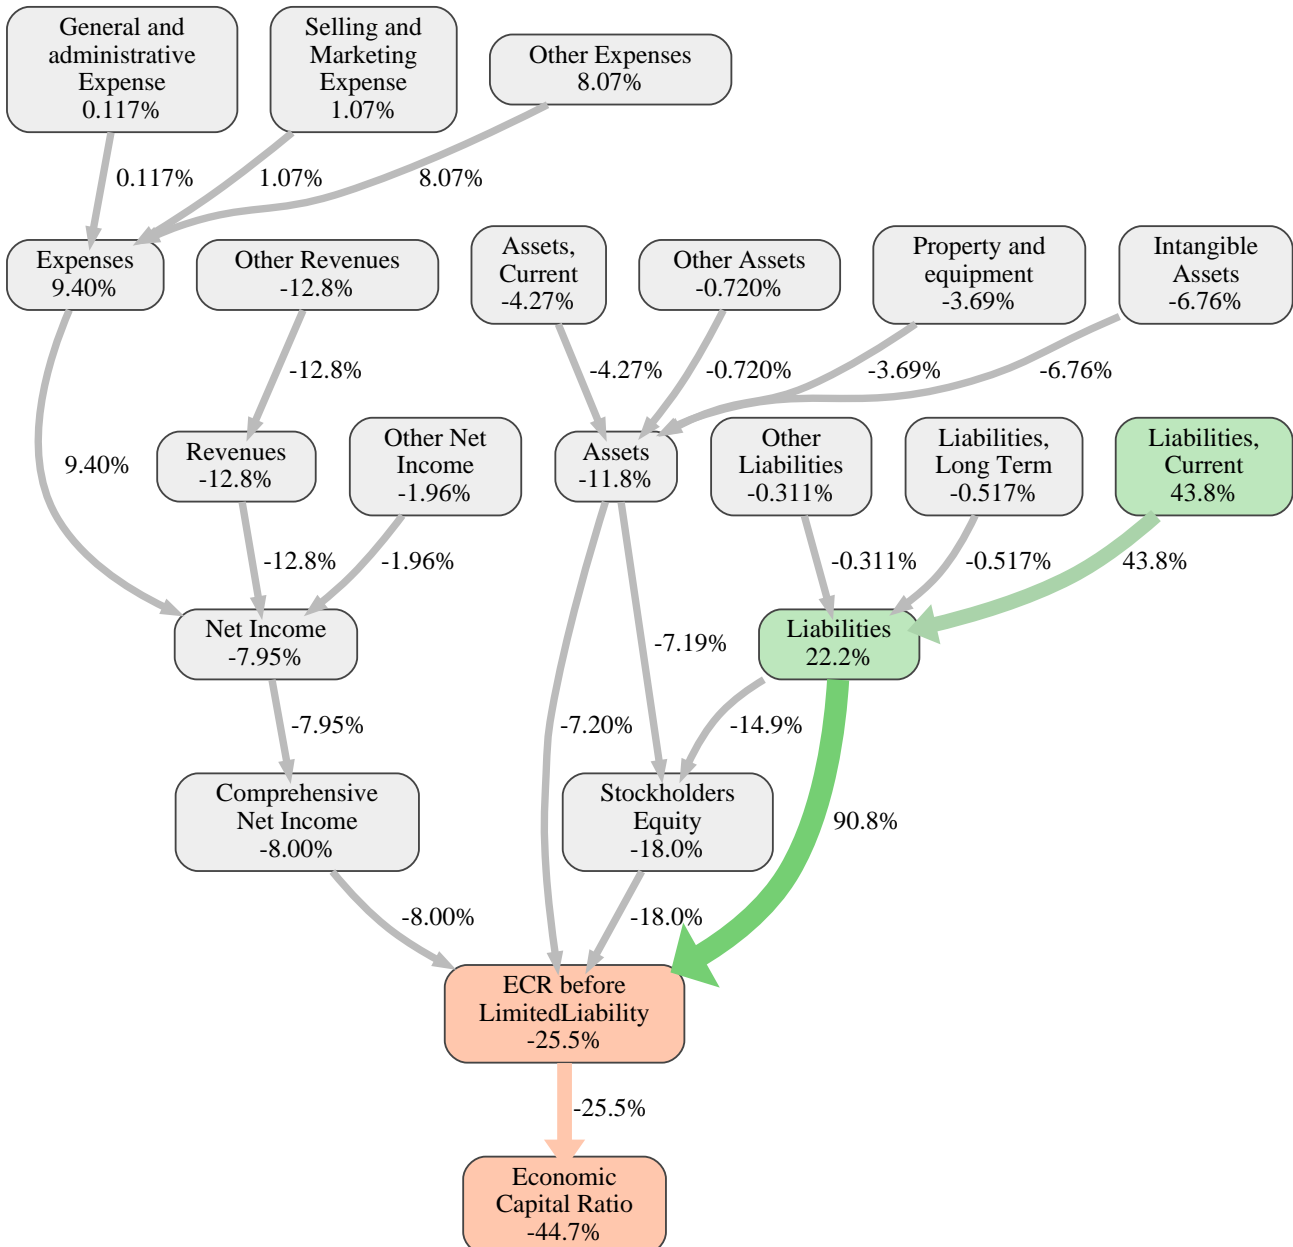 General and
administrative
Expense
0.117%
Selling and
Marketing
Expense
1.07%
Other Expenses
8.07%
0.117%
1.07%
8.07%
Expenses
9.40%
Other Revenues
-12.8%
Assets,
Current
-4.27%
Other Assets
-0.720%
Property and
equipment
-3.69%
Intangible
Assets
-6.76%
-12.8%
-4.27%
-0.720%
-3.69%
-6.76%
9.40%
Revenues
-12.8%
Other Net
Income
-1.96%
Assets
-11.8%
Other
Liabilities
-0.311%
Liabilities,
Long Term
-0.517%
Liabilities,
Current
43.8%
-12.8%
-1.96%
-0.311%
-0.517%
43.8%
Net Income
-7.95%
-7.19%
Liabilities
22.2%
-7.95%
-7.20%
-14.9%
Comprehensive
Net Income
-8.00%
Stockholders
Equity
-18.0%
90.8%
-8.00%
-18.0%
ECR before
LimitedLiability
-25.5%
-25.5%
Economic
Capital Ratio
-44.7%